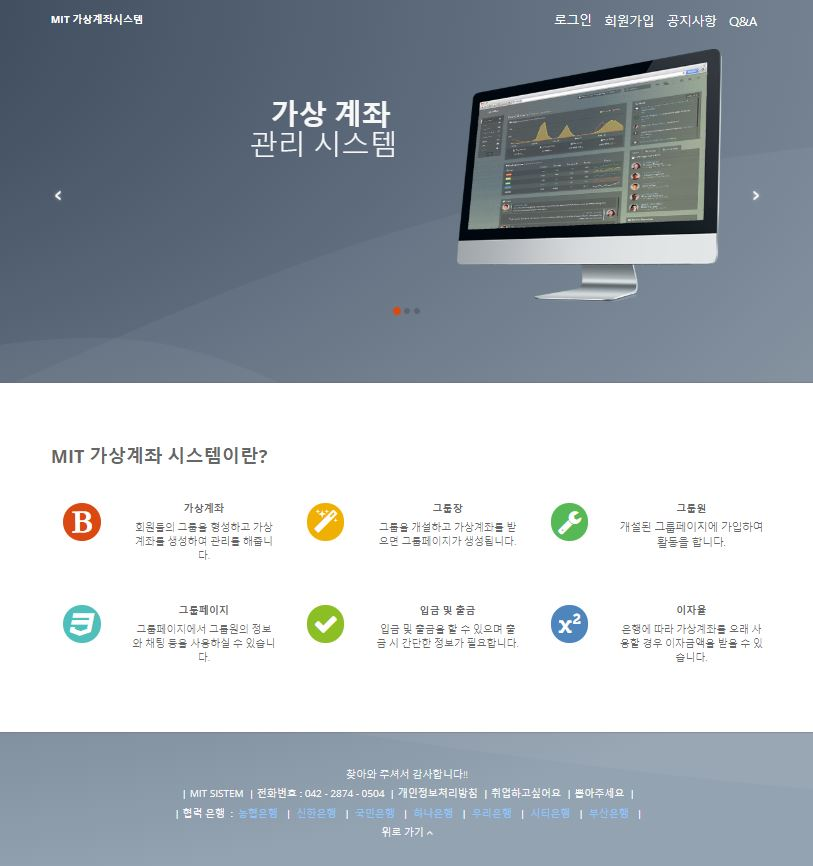 MIT 가상계좌시스템
로그인 회원가입 공지사항 Q&A
가상 계좌
관리 시스템
MIT 가상계좌 시스템이란?
가상계좌
회원들의 그룹을 형성하고 가상
계좌를 생성하여 관리를 해줍니
다.
그룹장
그룹을 개설하고 가상계좌를 받
으면 그룹페이지가 생성됩니다.
그룹원
개설된 그룹페이지에 가입하여
활동을 합니다.
그룹페이지
그룹페이지에서 그룹원의 정보
와 채팅 등을 사용하실 수 있습니
다.
입금 및 출금
입금 및 출금을 할 수 있으며 출
금 시 간단한 정보가 필요합니다.
이자율
은행에 따라 가상계좌를 오래 사
용할 경우 이자금액을 받을 수 있
습니다.
찾아와 주셔서 감사합니다!!
| MIT SISTEM | 전화번호 : 042 - 2874 - 0504 | 개인정보처리방침 | 취업하고싶어요 | 뽑아주세요 |
| 협력 은행 : 농협은행 | 신한은행 | 국민은행 | 하나은행 | 우리은행 | 시티은행 | 부산은행 |
위로 가기